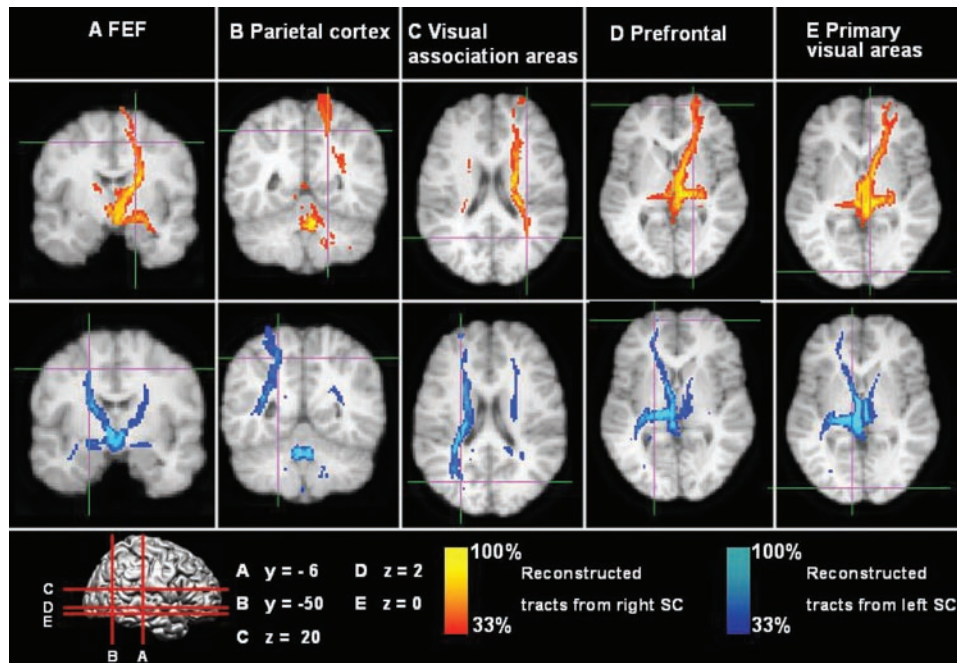 A FEF
B Parietal cortex
C Visual
association areas
D Prefrontal
E Primary
visual areas
C
D
E
B A
A y = - 6
B y = -50
C z = 20
D z = 2
E z = 0
100%
Reconstructed
tracts from right SC
33%
100%
Reconstructed
tracts from left SC
33%